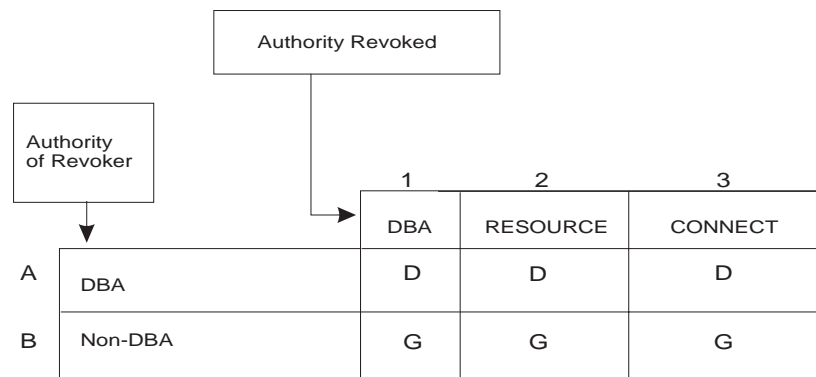 Authority Revoked
Authority
of Revoker
1 2 3
DBA RESOURCE CONNECT
A DBA D D D
B Non-DBA G G G